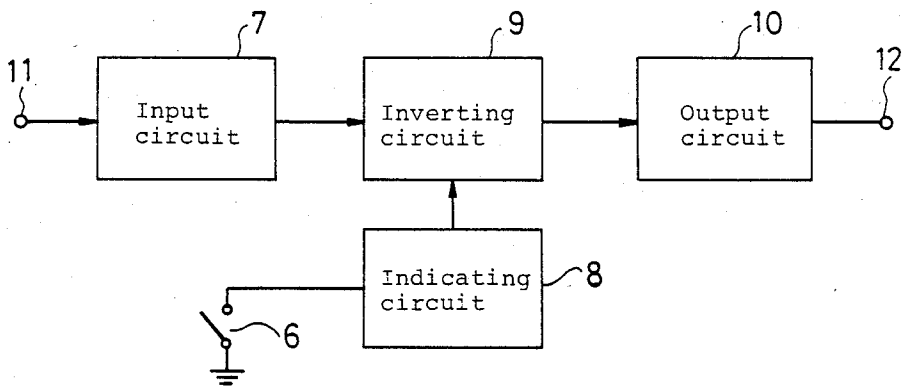 7
9
10
11
12
Input
circuit
Inverting
circuit
Output
circuit
Indicating
circuit
8
6